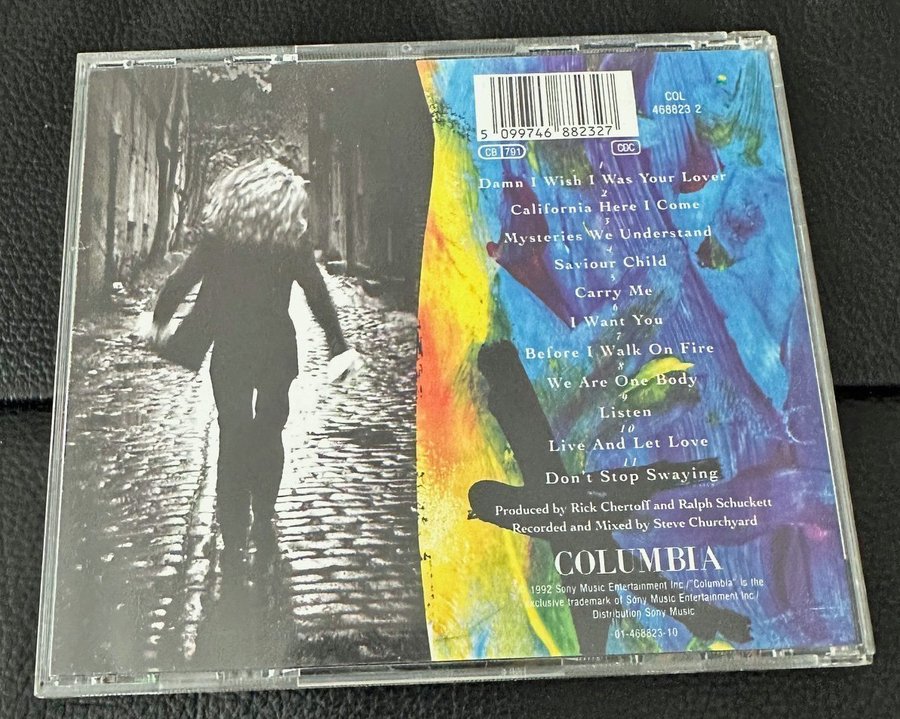 COL
468823 2
5 099746 882327
CB 791
CDC
1
Damn I Wish I Was Your Lover
2
California Here I Come
3
Mysteries We Understand
4
Saviour Child
5
Carry Me
6
I Want You
7
Before I Walk On Fire
8
We Are One Body
9
Listen
10
Live And Let Love
11
Don't Stop Swaying
Produced by Rick Chertoff and Ralph Schuckett
Recorded and Mixed by Steve Churchyard
COLUMBIA
1992 Sony Music Entertainment Inc./"Columbia" is the
exclusive trademark of Sony Music Entertainment Inc./
Distribution Sony Music
01-468823-10